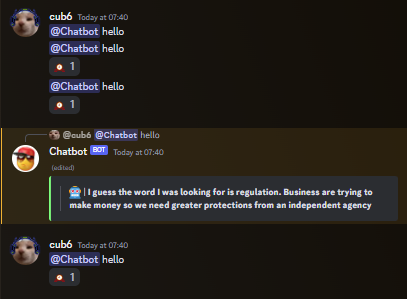 cub6 Today at 07:40
@Chatbot hello
@Chatbot hello
1
@Chatbot hello
1
@cub6 @Chatbot hello
Chatbot BOT Today at 07:40
(edited)
| I guess the word I was looking for is regulation. Business are trying to
make money so we need greater protections from an independent agency
cub6 Today at 07:40
@Chatbot hello
1